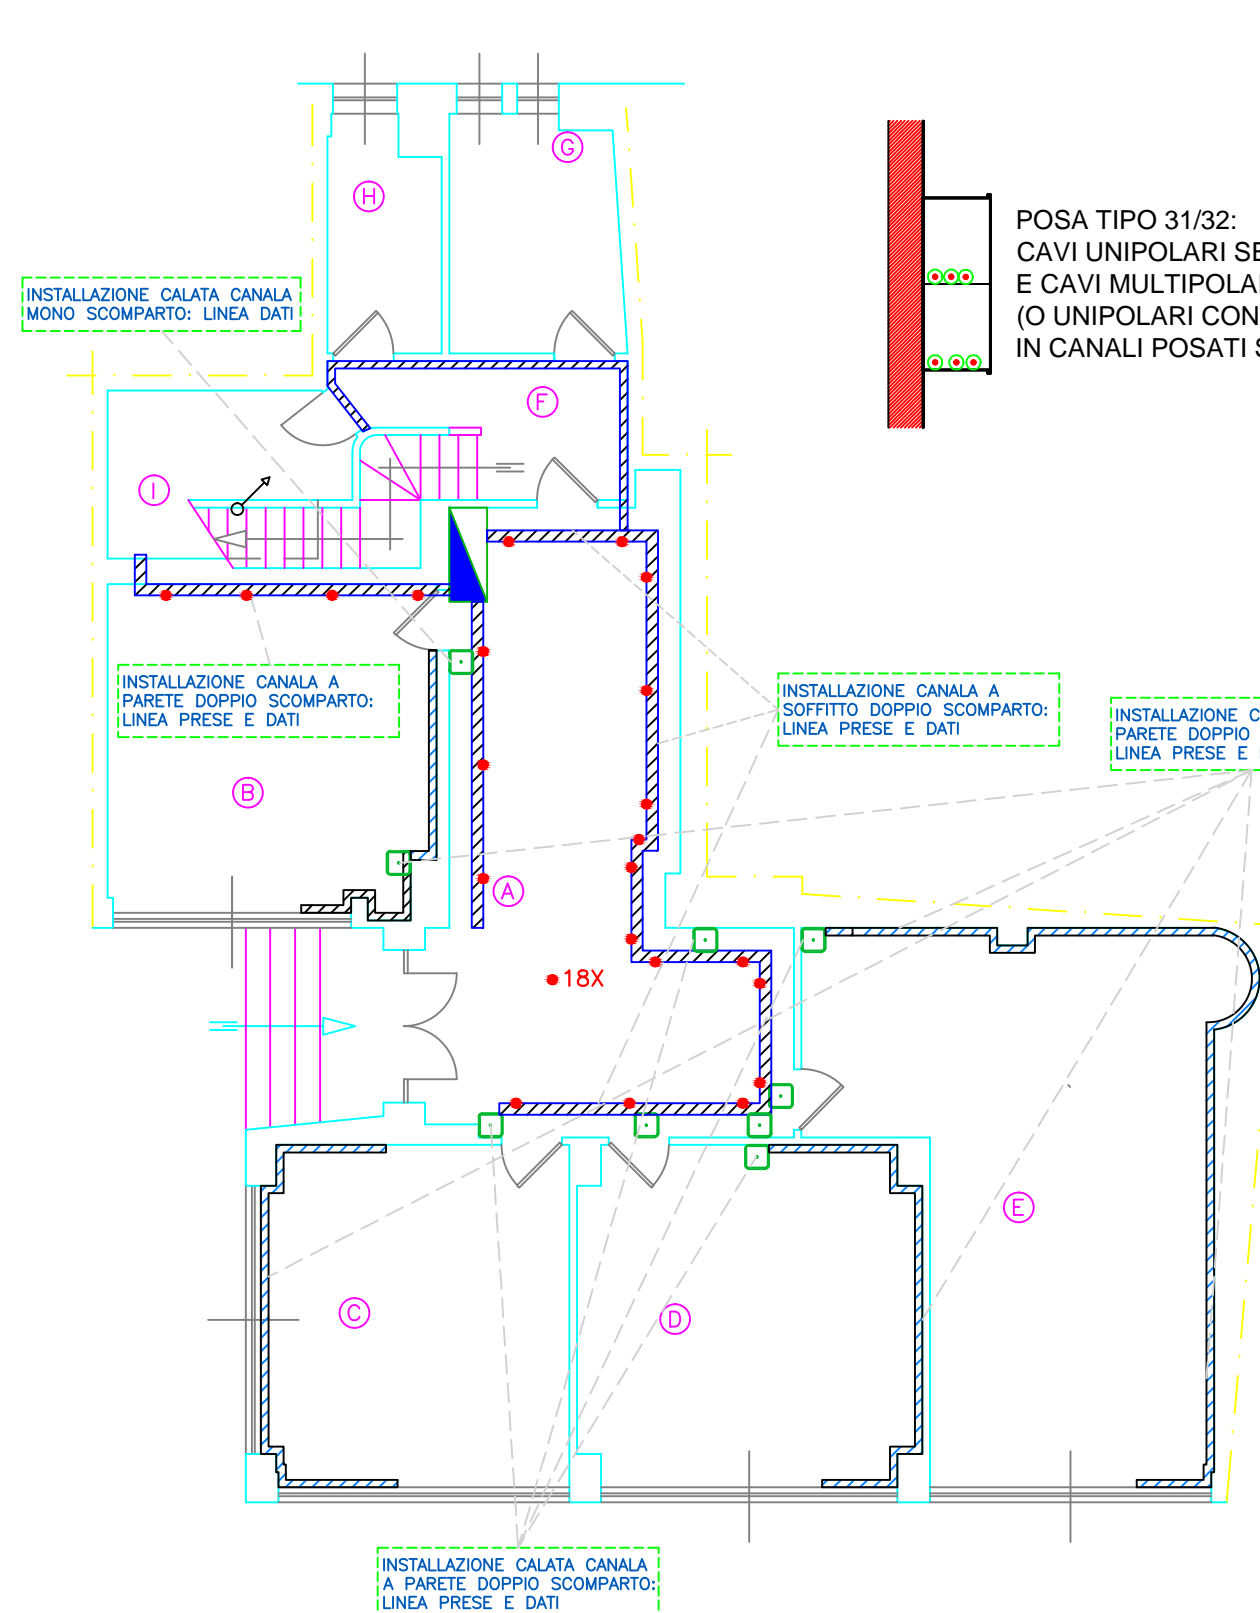 G
H
POSA TIPO 31/32:
CAVI UNIPOLARI SE
E CAVI MULTIPOLA
(O UNIPOLARI CON
IN CANALI POSATI S
INSTALLAZIONE CALATA CANALA
MONO SCOMPARTO: LINEA DATI
F
I
INSTALLAZIONE CANALA A
PARETE DOPPIO SCOMPARTO:
LINEA PRESE E DATI
INSTALLAZIONE CANALA A
SOFFITTO DOPPIO SCOMPARTO:
LINEA PRESE E DATI
INSTALLAZIONE C
PARETE DOPPIO
LINEA PRESE E
B
A
18X
E
C
D
INSTALLAZIONE CALATA CANALA
A PARETE DOPPIO SCOMPARTO:
LINEA PRESE E DATI